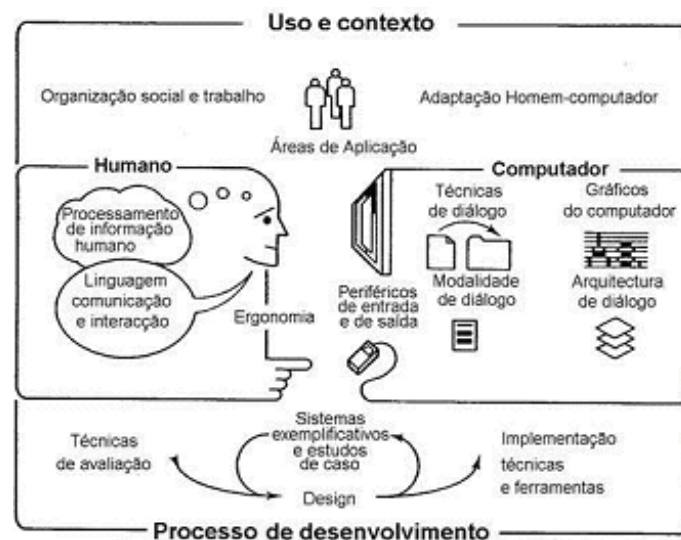 Uso e contexto
Organização social e trabalho
Adaptação Homem-computador
Áreas de Aplicação
Humano
Processamento
de informação
humano
Linguagem
comunicação
e interacção
Ergonomia
Computador
Técnicas
de diálogo
Gráficos
do computador
Modalidade
de diálogo
Arquitectura
de diálogo
Periféricos
de entrada
e de saída
Técnicas
de avaliação
Sistemas
exemplificativos
e estudos
de caso
Design
Implementação
técnicas
e ferramentas
Processo de desenvolvimento